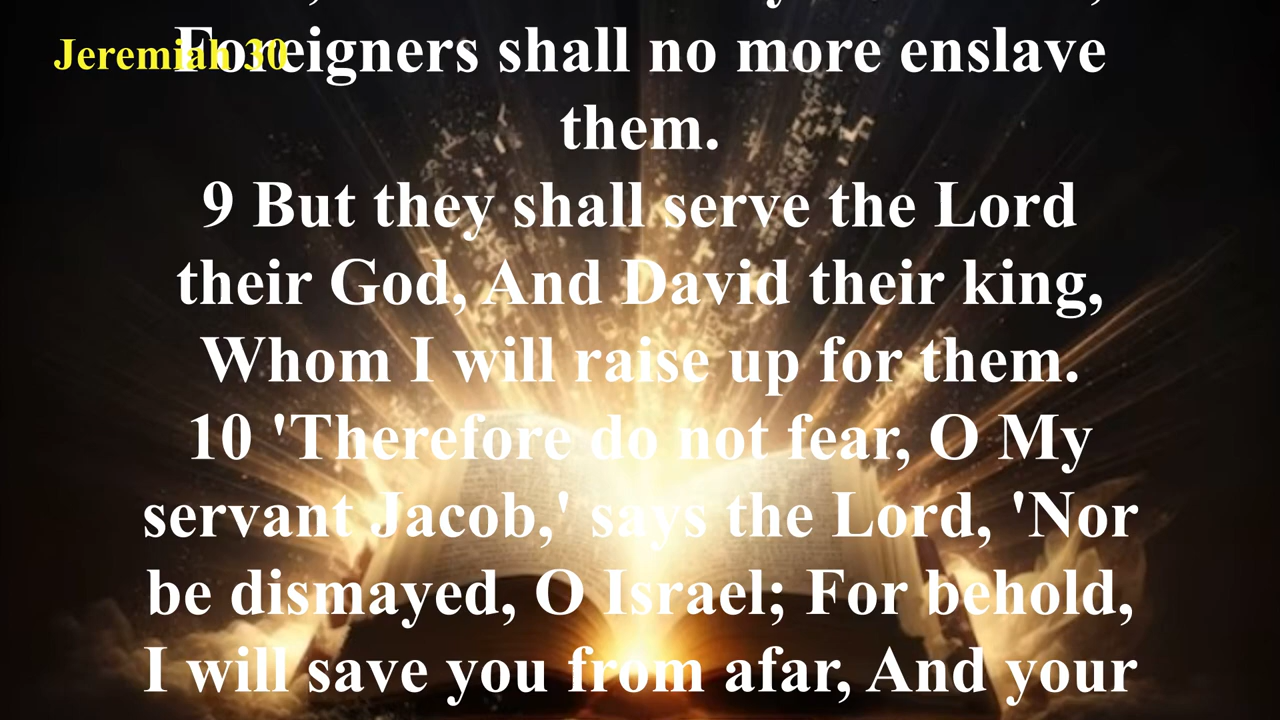 Jeremiah 30
Foreigners shall no more enslave
them.
9 But they shall serve the Lord
their God, And David their king,
Whom I will raise up for them.
10 'Therefore do not fear, O My
servant Jacob,' says the Lord, 'Nor
be dismayed, O Israel; For behold,
I will save you from afar, And your